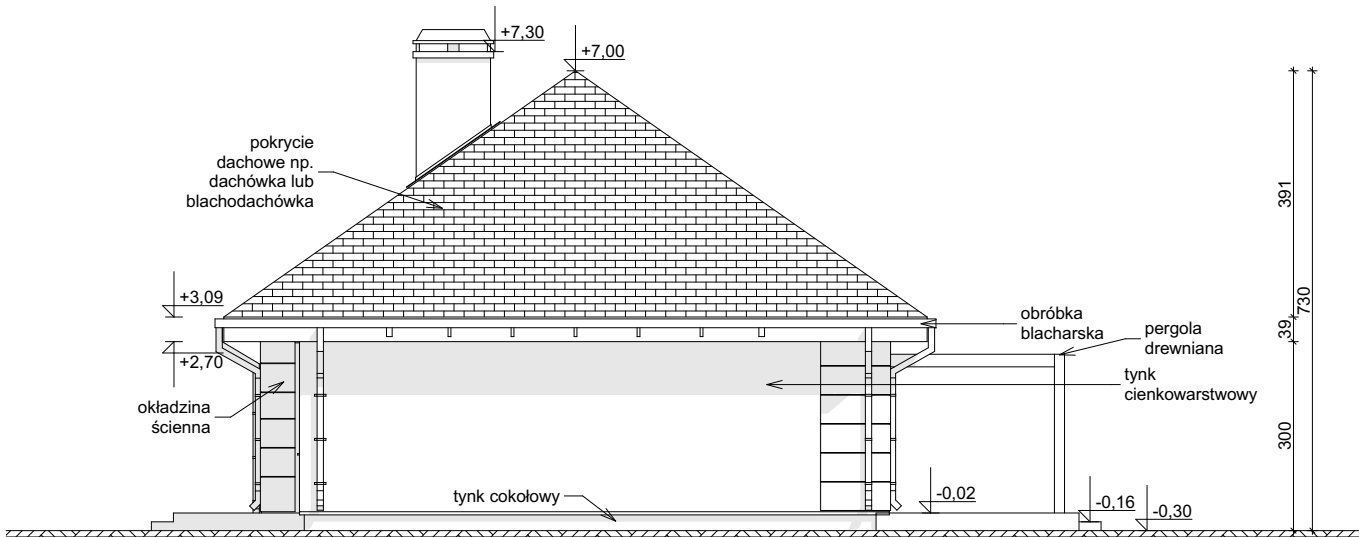 +7,30
+7,00
pokrycie
dachowe np.
dachówka lub
blachodachówka
391
730
+3,09
39
+2,70
obróbka
blacharska
pergola
drewniana
tynk
cienkowarstwowy
okładzina
ścienna
300
tynk cokołowy
-0,02
-0,16
-0,30